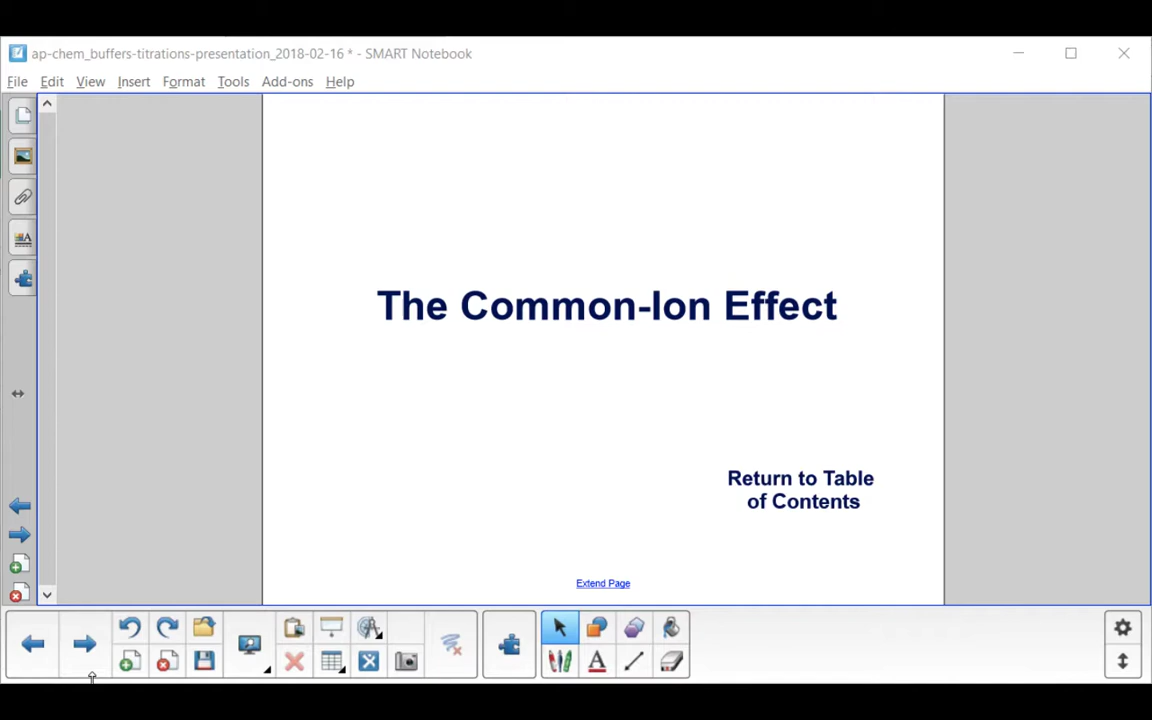 ap-chem_buffers-titrations-presentation_2018-02-16 * - SMART Notebook
File Edit View Insert Format Tools Add-ons Help
The Common-Ion Effect
Return to Table
of Contents
Extend Page